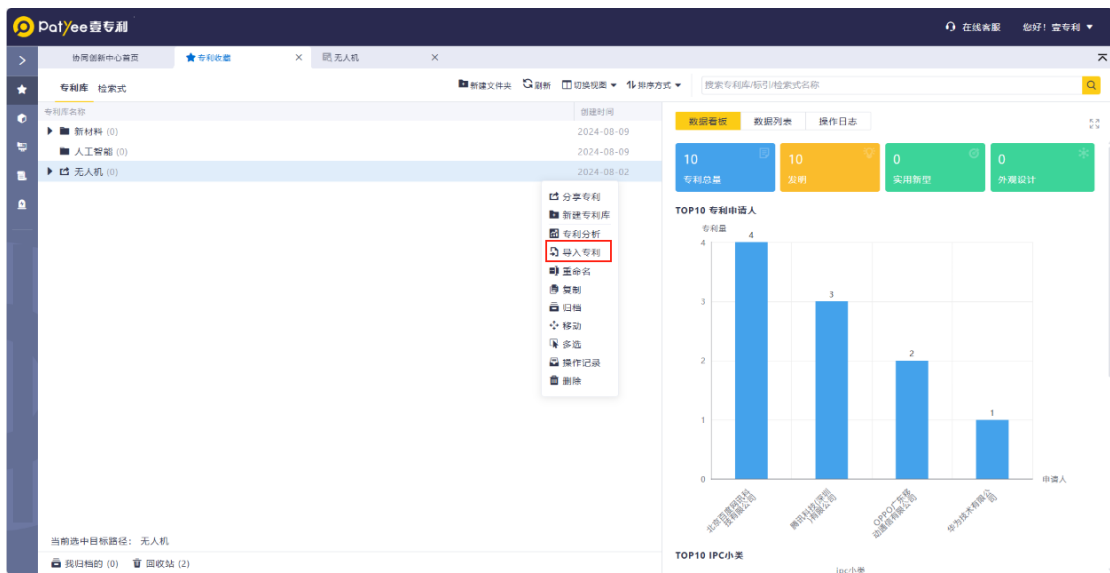 Patyee壹专利
在线客服 您好！壹专利
协同创新中心首页 专利收藏 × 无人机 ×
专利库 检索式 新建文件夹 刷新 切换视图 排序方式 搜索专利库/标引/检索式名称
专利库名称 创建时间
新材料 (0) 2024-08-09
人工智能 (0) 2024-08-09
无人机 (0) 2024-08-02
分享专利
新建专利库
专利分析
导入专利
重命名
复制
归档
移动
多选
操作记录
删除
当前选中目标路径： 无人机
我归档的 (0) 回收站 (2)
数据看板 数据列表 操作日志
10 10 0 0
专利总量 发明 实用新型 外观设计
TOP10 专利申请人
专利量
4
3
2
1
0
4
3
2
1
申请人
北京百度网讯科
技有限公司
腾讯科技(深圳
)有限公司
OPPO广东移
动通信有限公司
华为技术有限公
司
TOP10 IPC小类
ipc小类